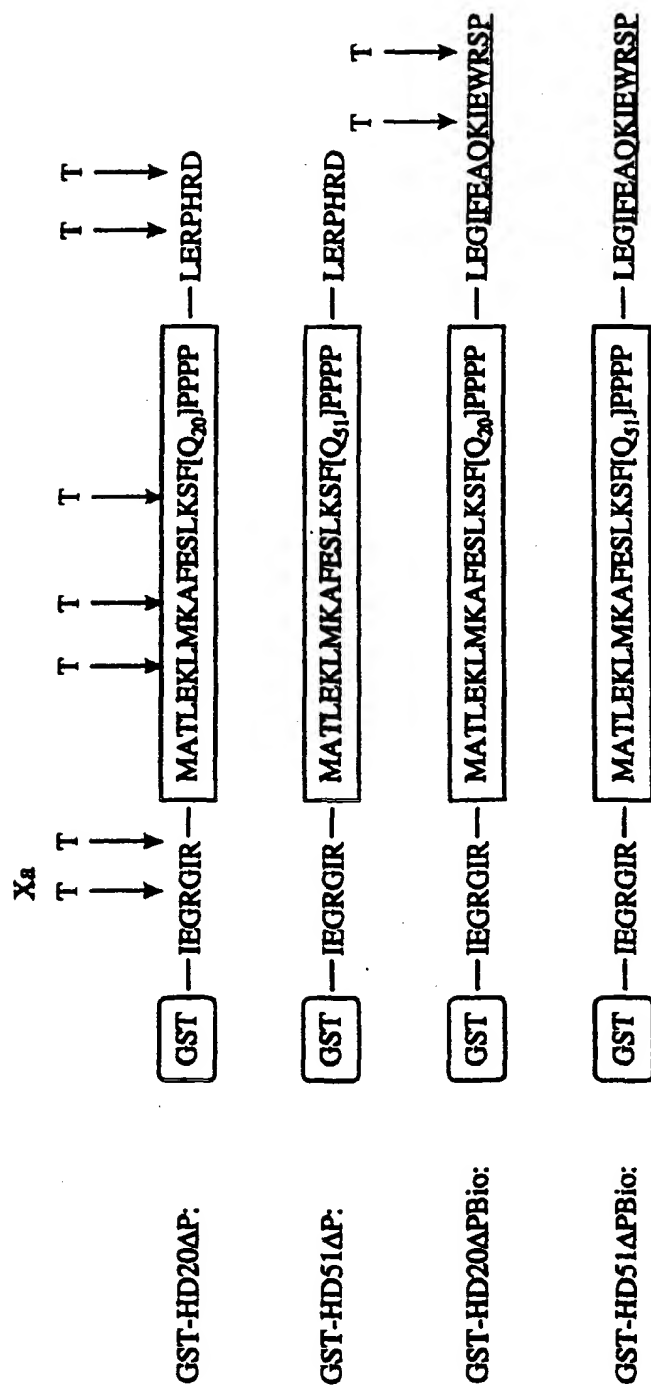 Xa
T T T T T T T
GST-HD20ΔP: GST — IEGRGIR — MATLEKLMKAFESLKSF[Q20]PPPP — LERPHRD
GST-HD51ΔP: GST — IEGRGIR — MATLEKLMKAFESLKSF[Q51]PPPP — LERPHRD
T T
GST-HD20ΔPBio: GST — IEGRGIR — MATLEKLMKAFESLKSF[Q20]PPPP — LEGIFEAQKIEWRSP
GST-HD51ΔPBio: GST — IEGRGIR — MATLEKLMKAFESLKSF[Q51]PPPP — LEGIFEAQKIEWRSP